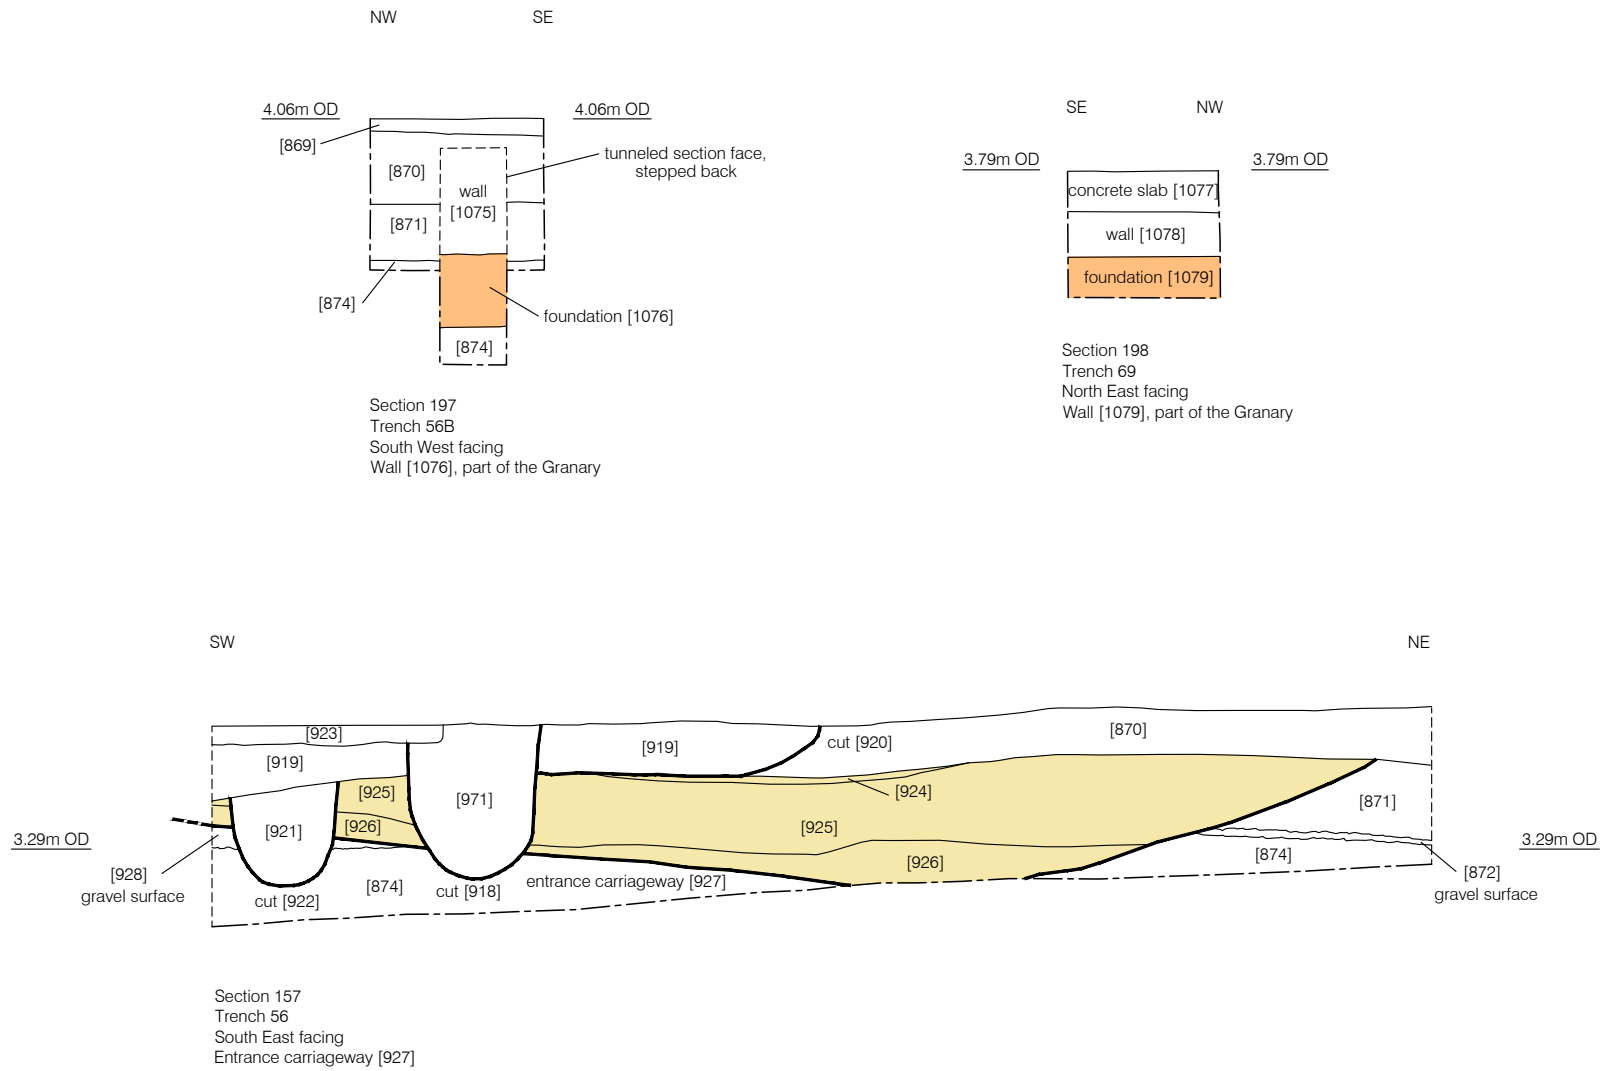 NW
SE
4.06m OD
4.06m OD
[869]
tunneled section face,
stepped back
[870]
wall
[1075]
[871]
[874]
foundation [1076]
[874]
Section 197
Trench 56B
South West facing
Wall [1076], part of the Granary
SE
NW
3.79m OD
3.79m OD
concrete slab [1077]
wall [1078]
foundation [1079]
Section 198
Trench 69
North East facing
Wall [1079], part of the Granary
SW
NE
[923]
[919]
[919]
cut [920]
[870]
[925]
[971]
[924]
[871]
[921]
[926]
[925]
3.29m OD
3.29m OD
[926]
[874]
[928]
gravel surface
[874]
cut [918]
entrance carriageway [927]
[872]
gravel surface
cut [922]
Section 157
Trench 56
South East facing
Entrance carriageway [927]